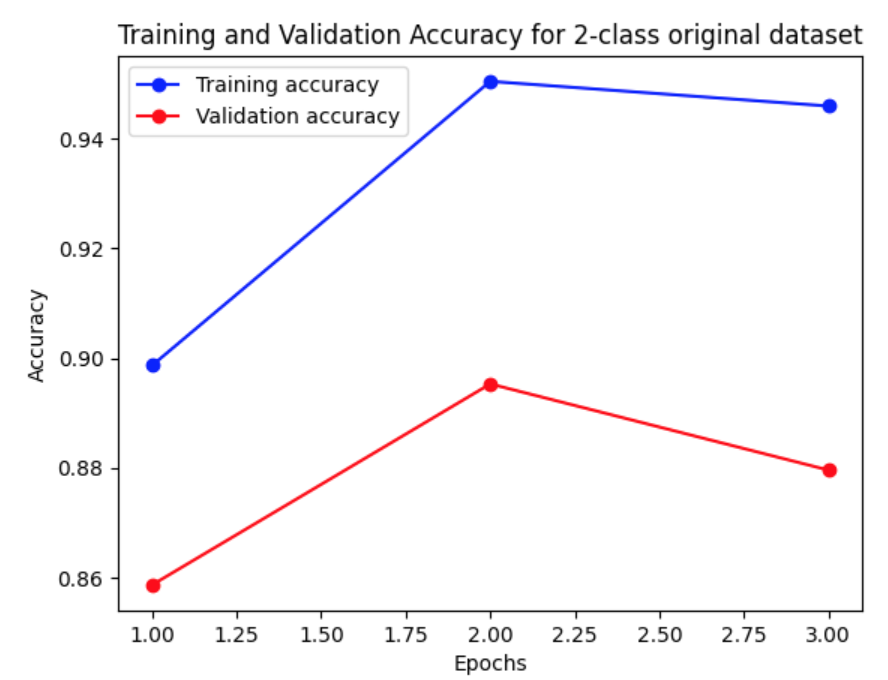 Training and Validation Accuracy for 2-class original dataset
Training accuracy
Validation accuracy
0.94
0.92
0.90
0.88
0.86
Accuracy
1.00 1.25 1.50 1.75 2.00 2.25 2.50 2.75 3.00
Epochs